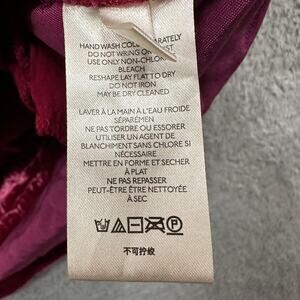 HAND WASH COLD SEPARATELY
DO NOT WRING OR TWIST
USE ONLY NON-CHLORINE
BLEACH
RESHAPE LAY FLAT TO DRY
DO NOT IRON
MAY BE DRY CLEANED
LAVER À LA MAIN À L'EAU FROIDE
SÉPARÉMEN
NE PAS TORDRE OU ESSORER
UTILISER UN AGENT DE
BLANCHIMENT SANS CHLORE SI
NÉCESSAIRE
METTRE EN FORME ET SÉCHER
À PLAT
NE PAS REPASSER
PEUT-ÊTRE ÊTRE NETTOYÉE
À SEC
P
不可拧绞